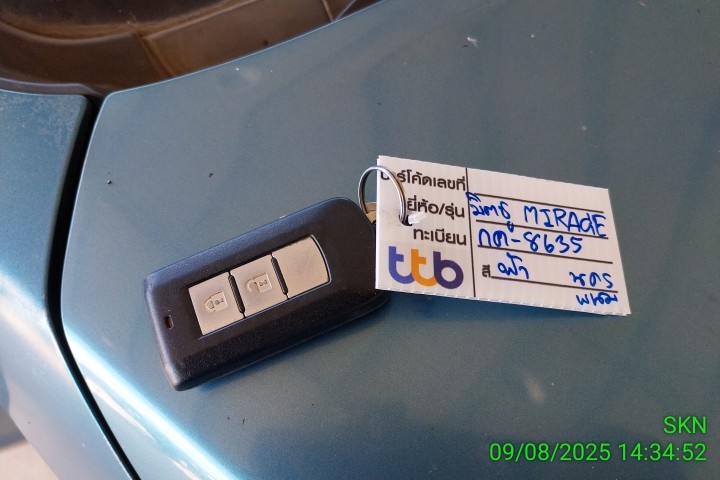 บาร์โค้ดเลขที่
ยี่ห้อ/รุ่น มิตซู MIRAGE
ทะเบียน กต-8635
ttb สี ฟ้า นคร
พนม
SKN
09/08/2025 14:34:52